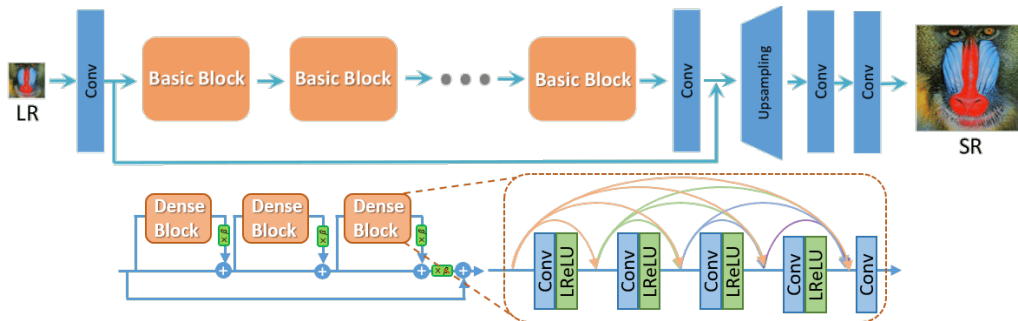 LR
Conv
Basic Block
Basic Block
Basic Block
Conv
Upsampling
Conv
Conv
SR
Dense
Block
× β
Dense
Block
× β
Dense
Block
× β
× β
Conv
LReLU
Conv
LReLU
Conv
LReLU
Conv
LReLU
Conv